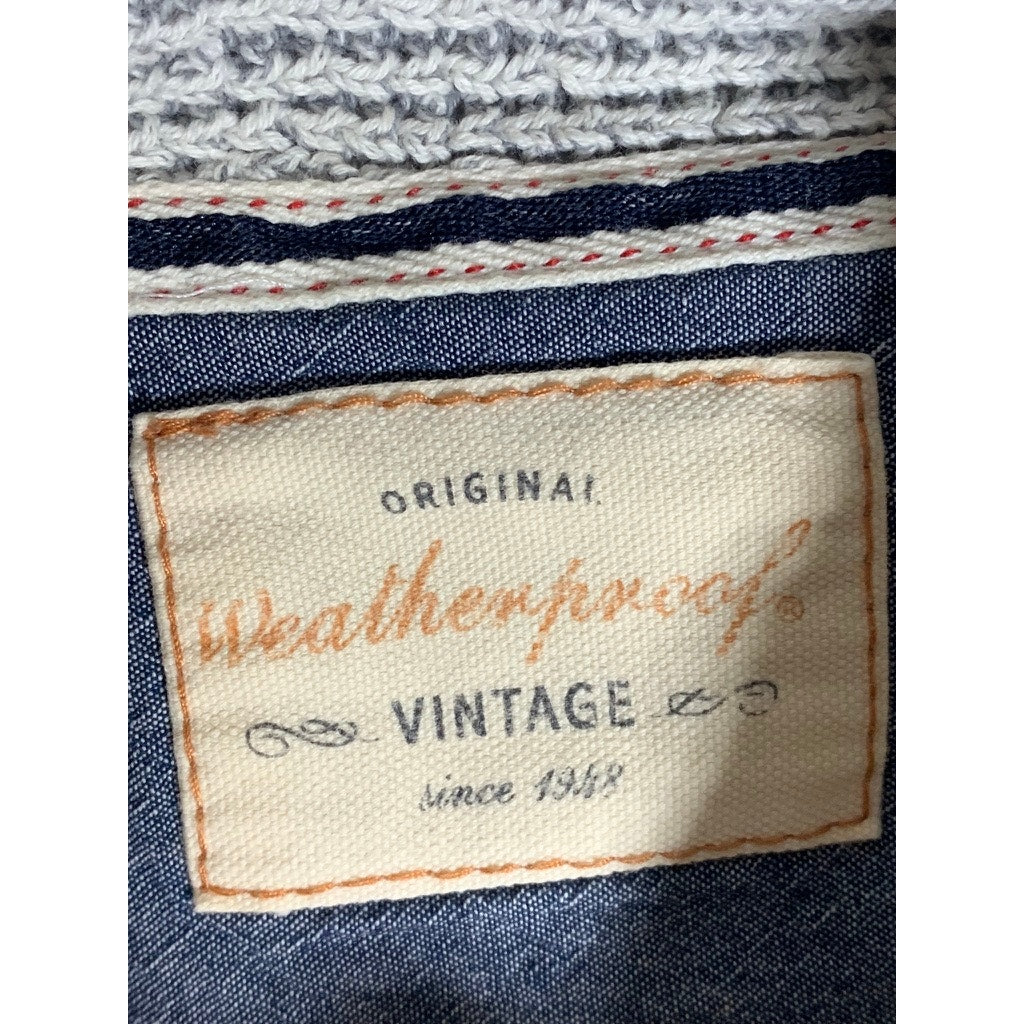 ORIGINAL
Weatherproof®
VINTAGE
since 1948